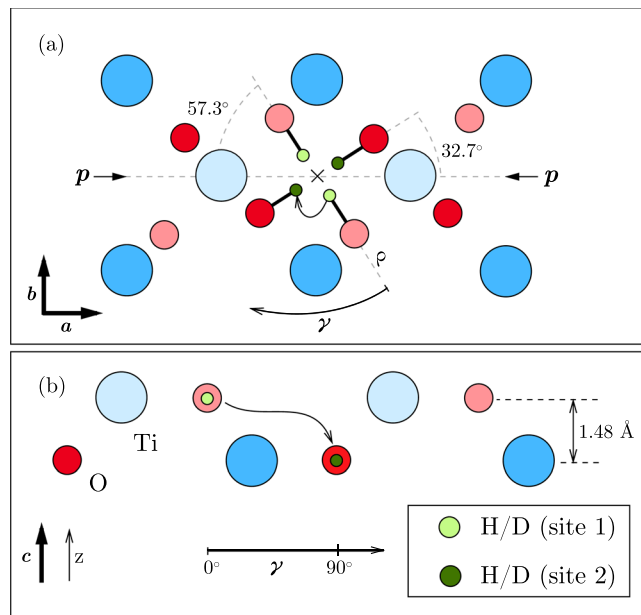 (a)
57.3°
32.7°
p
p
ρ
b
a
γ
(b)
1.48 Å
Ti
O
c
z
0°
γ
90°
H/D (site 1)
H/D (site 2)